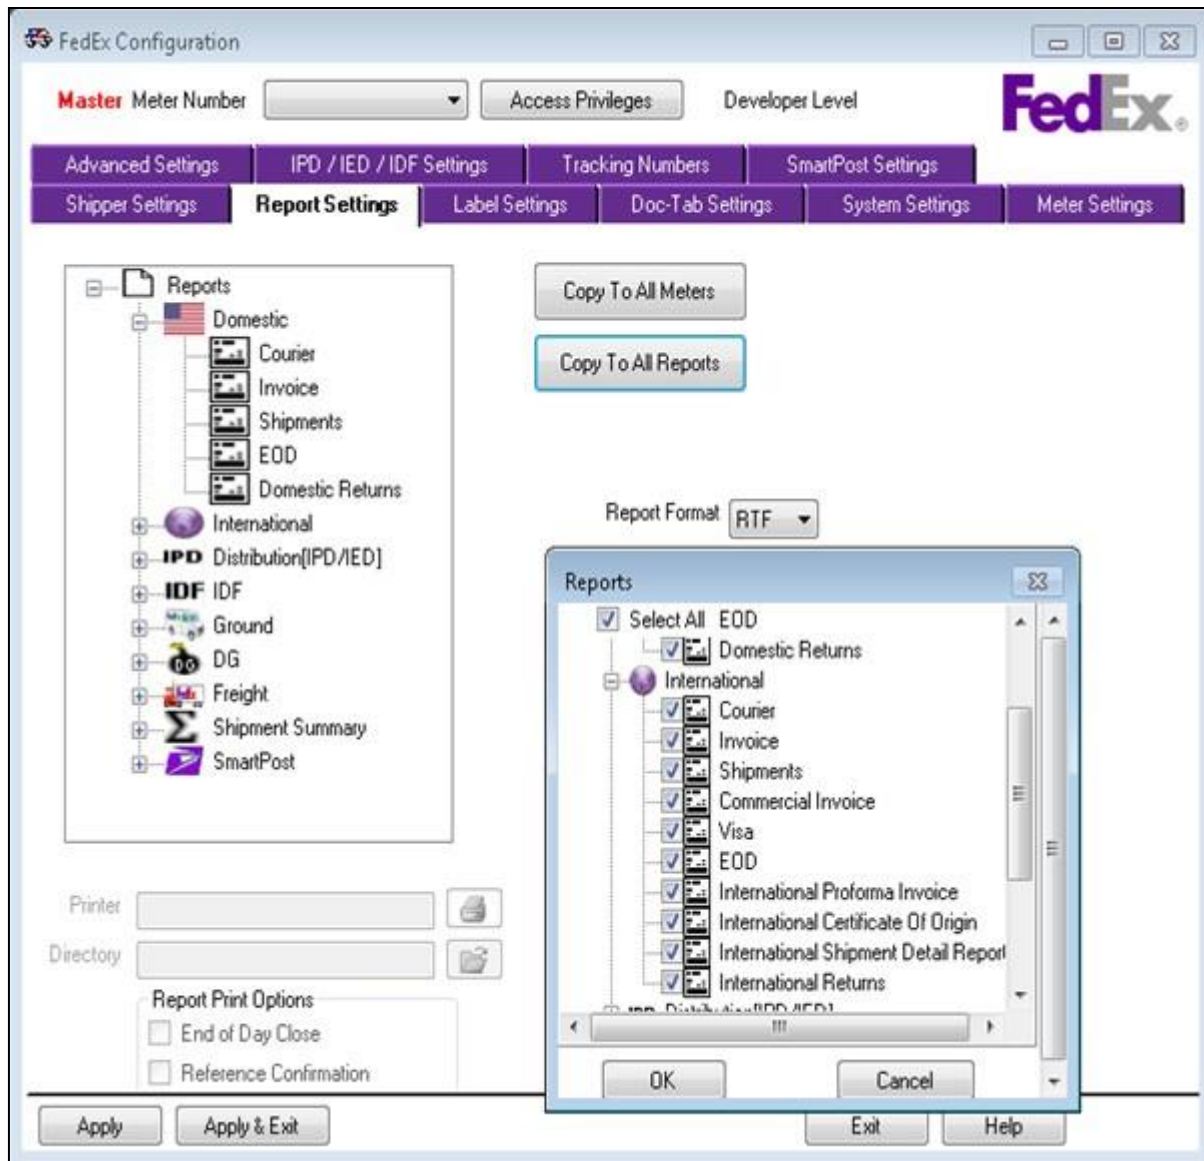 FedEx Configuration
Master Meter Number Access Privileges Developer Level FedEx®
Advanced Settings IPD / IED / IDF Settings Tracking Numbers SmartPost Settings
Shipper Settings Report Settings Label Settings Doc-Tab Settings System Settings Meter Settings
Reports
Domestic
Courier
Invoice
Shipments
EOD
Domestic Returns
International
IPD Distribution[IPD/IED]
IDF IDF
Ground
DG DG
Freight
Shipment Summary
SmartPost
Copy To All Meters
Copy To All Reports
Report Format RTF
Reports
Select All EOD
Domestic Returns
International
Courier
Invoice
Shipments
Commercial Invoice
Visa
EOD
International Proforma Invoice
International Certificate Of Origin
International Shipment Detail Report
International Returns
IPD Distribution[IPD/IED]
OK Cancel
Printer
Directory
Report Print Options
End of Day Close
Reference Confirmation
Apply Apply & Exit Exit Help